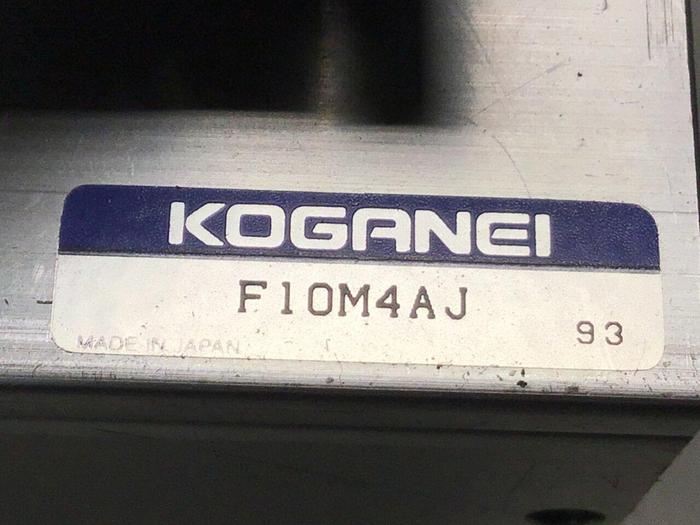 KOGANEI
F10M4AJ
93
MADE IN JAPAN